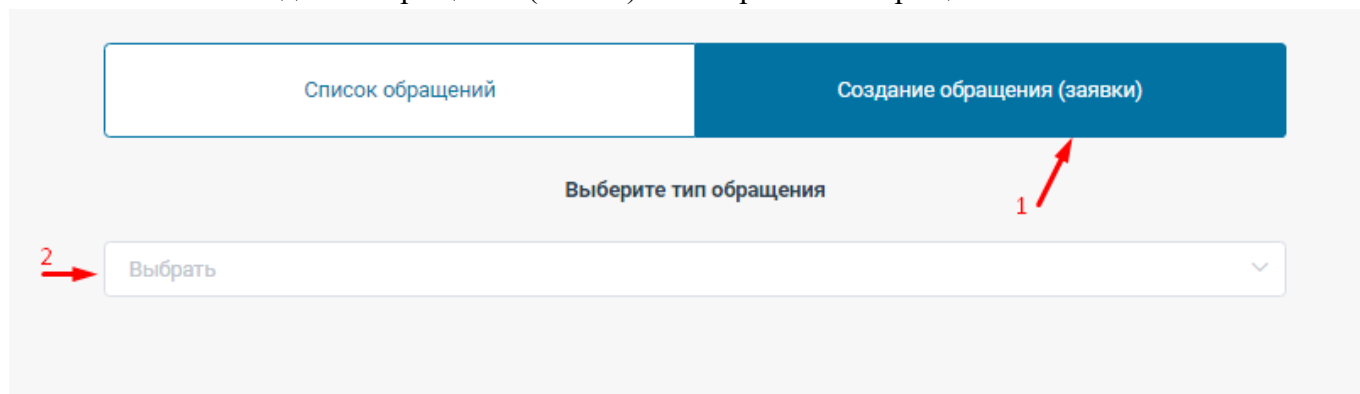 Список обращений Создание обращения (заявки)
Выберите тип обращения
1
2
Выбрать